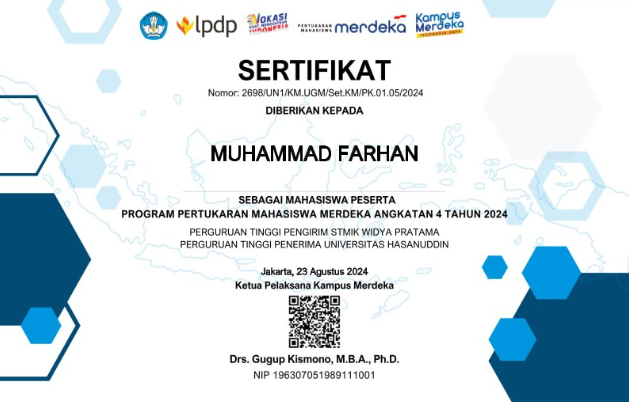 lpdp
VOKASI
INDONESIA
PERTUKARAN
MAHASISWA
merdeka
Kampus
Merdeka
INDONESIA JAYA
SERTIFIKAT
Nomor: 2698/UN1/KM.UGM/Set.KM/PK.01.05/2024
DIBERIKAN KEPADA
MUHAMMAD FARHAN
SEBAGAI MAHASISWA PESERTA
PROGRAM PERTUKARAN MAHASISWA MERDEKA ANGKATAN 4 TAHUN 2024
PERGURUAN TINGGI PENGIRIM STMIK WIDYA PRATAMA
PERGURUAN TINGGI PENERIMA UNIVERSITAS HASANUDDIN
Jakarta, 23 Agustus 2024
Ketua Pelaksana Kampus Merdeka
Drs. Gugup Kismono, M.B.A., Ph.D.
NIP 196307051989111001